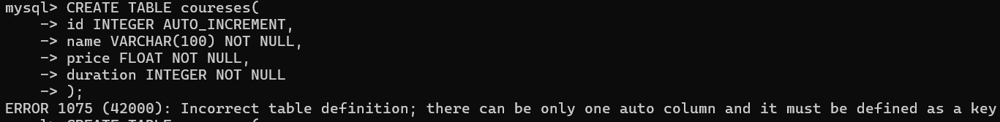 mysql> CREATE TABLE coureses(
    -> id INTEGER AUTO_INCREMENT,
    -> name VARCHAR(100) NOT NULL,
    -> price FLOAT NOT NULL,
    -> duration INTEGER NOT NULL
    -> );
ERROR 1075 (42000): Incorrect table definition; there can be only one auto column and it must be defined as a key